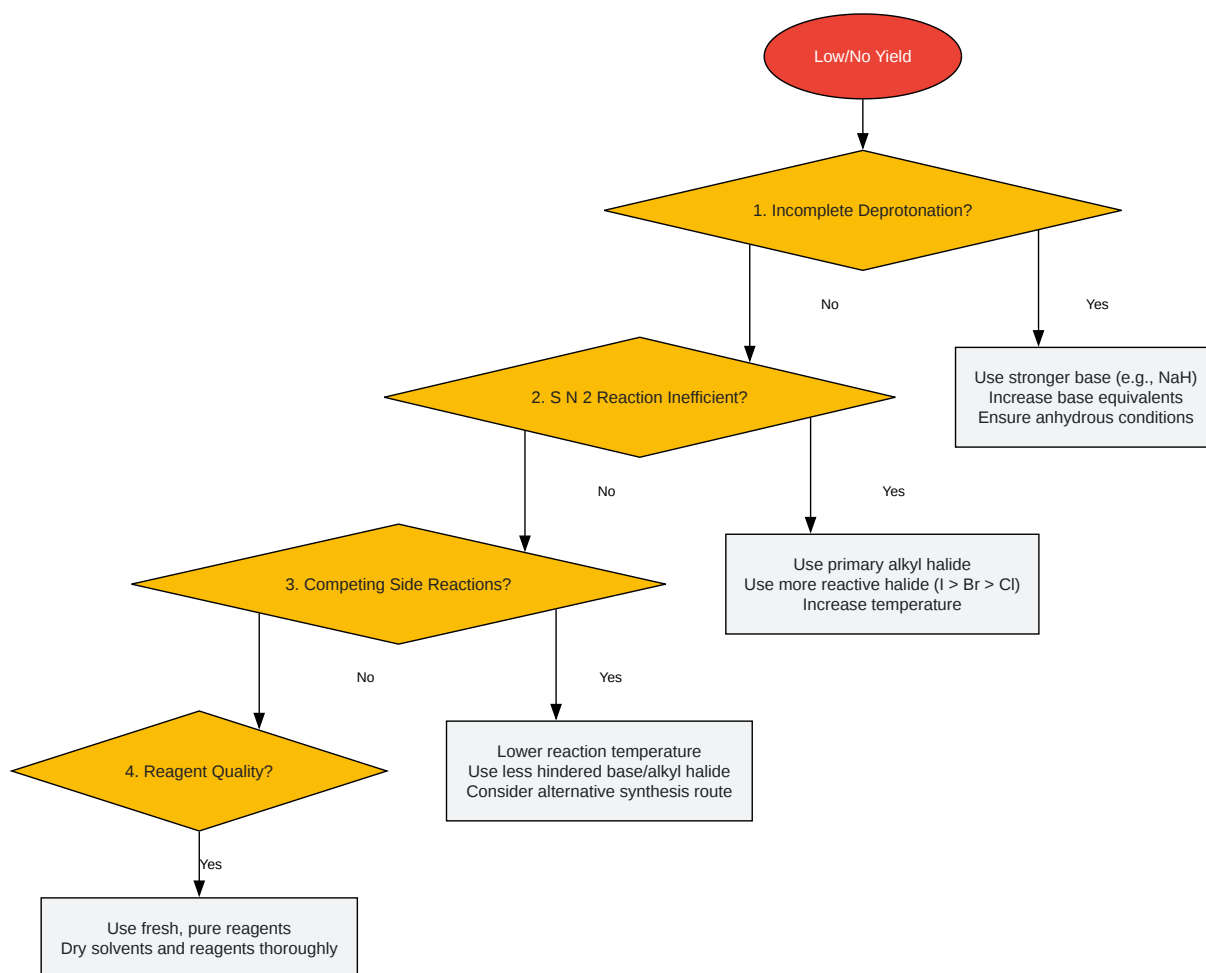 Low/No Yield
1. Incomplete Deprotonation?
No
Yes
2. S N 2 Reaction Inefficient?
Use stronger base (e.g., NaH)
Increase base equivalents
Ensure anhydrous conditions
No
Yes
3. Competing Side Reactions?
Use primary alkyl halide
Use more reactive halide (I > Br > Cl)
Increase temperature
No
Yes
4. Reagent Quality?
Lower reaction temperature
Use less hindered base/alkyl halide
Consider alternative synthesis route
Yes
Use fresh, pure reagents
Dry solvents and reagents thoroughly